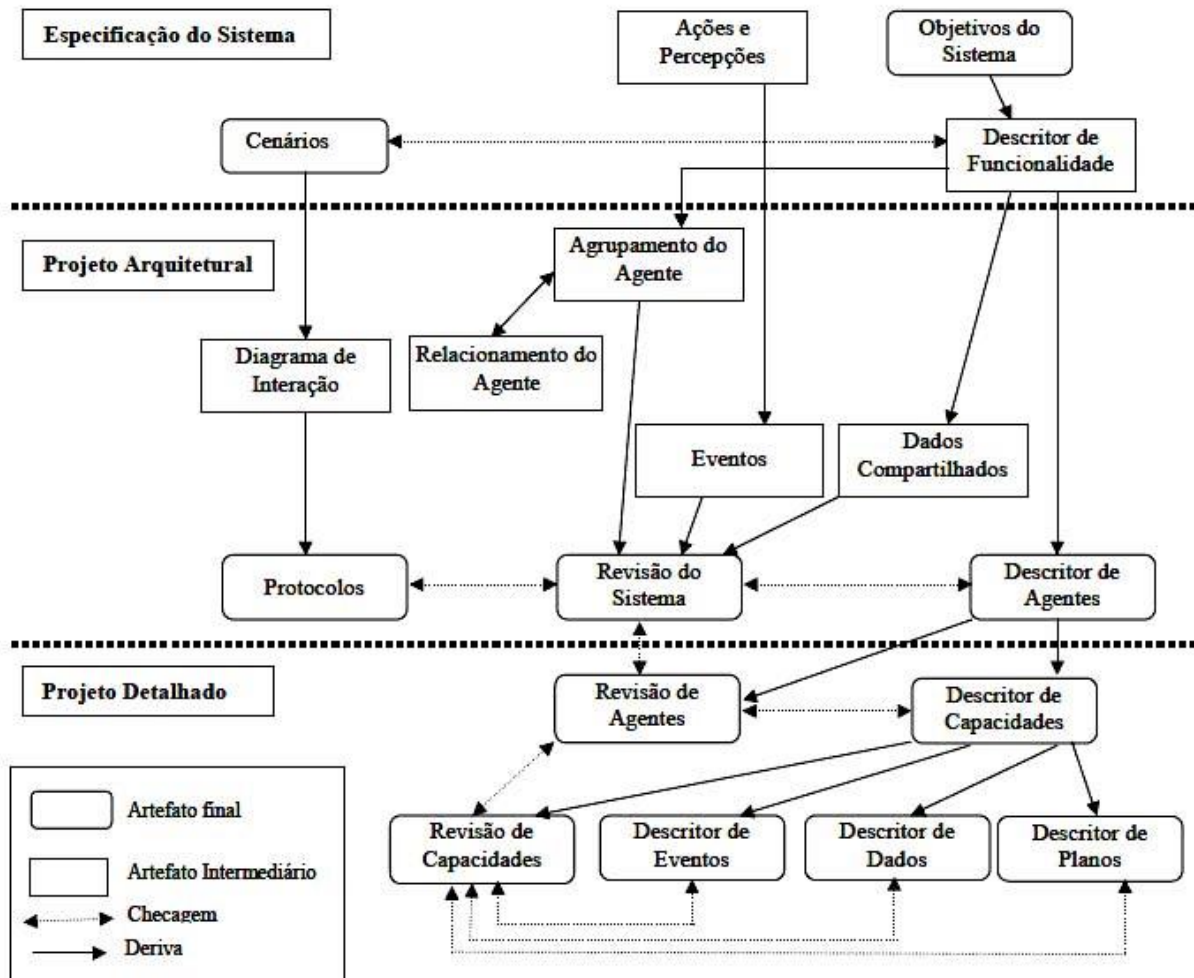 Especificação do Sistema
Ações e
Percepções
Objetivos do
Sistema
Cenários
Descritor de
Funcionalidade
Projeto Arquitetural
Agrupamento do
Agente
Diagrama de
Interação
Relacionamento do
Agente
Eventos
Dados
Compartilhados
Protocolos
Revisão do
Sistema
Descritor de
Agentes
Projeto Detalhado
Revisão de
Agentes
Descritor de
Capacidades
Revisão de
Capacidades
Descritor de
Eventos
Descritor de
Dados
Descritor de
Planos
Artefato final
Artefato Intermediário
Checagem
Deriva